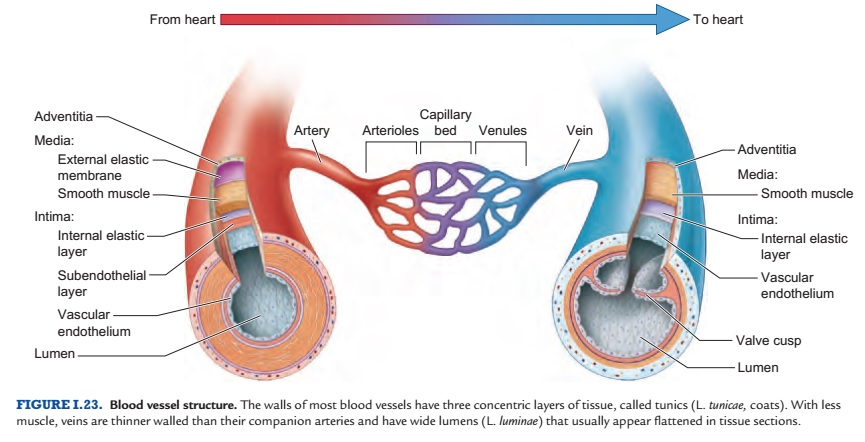 From heart
To heart
Adventitia
Media:
External elastic
membrane
Smooth muscle
Intima:
Internal elastic
layer
Subendothelial
layer
Vascular
endothelium
Lumen
Artery
Arterioles
Capillary
bed
Venules
Vein
Adventitia
Media:
Smooth muscle
Intima:
Internal elastic
layer
Vascular
endothelium
Valve cusp
Lumen
FIGURE I.23. Blood vessel structure. The walls of most blood vessels have three concentric layers of tissue, called tunics (L. tunicae, coats). With less
muscle, veins are thinner walled than their companion arteries and have wide lumens (L. luminae) that usually appear flattened in tissue sections.